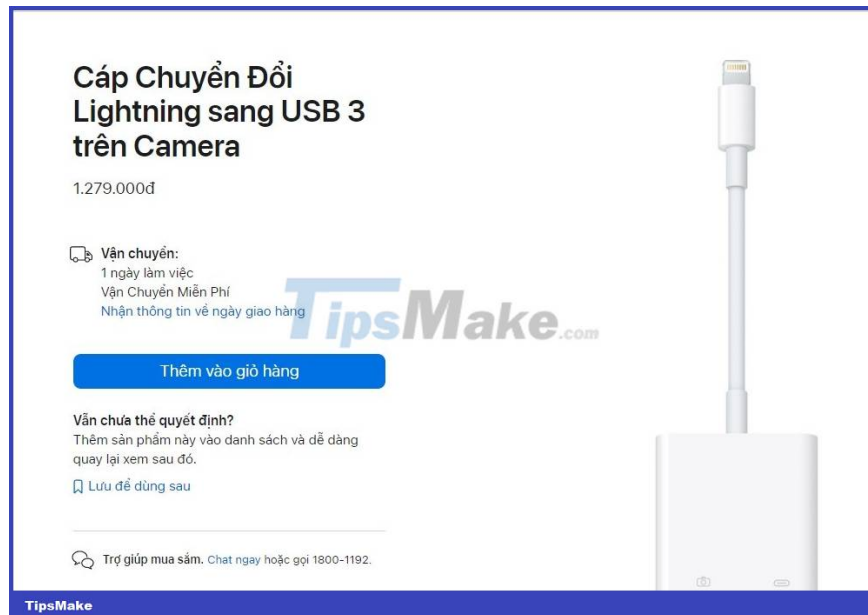 Cáp Chuyển Đổi
Lightning sang USB 3
trên Camera
1.279.000đ
Vận chuyển:
1 ngày làm việc
Vận Chuyển Miễn Phí
Nhận thông tin về ngày giao hàng
TipsMake.com
Thêm vào giỏ hàng
Vẫn chưa thể quyết định?
Thêm sản phẩm này vào danh sách và dễ dàng
quay lại xem sau đó.
Lưu để dùng sau
Trợ giúp mua sắm. Chat ngay hoặc gọi 1800-1192.
TipsMake